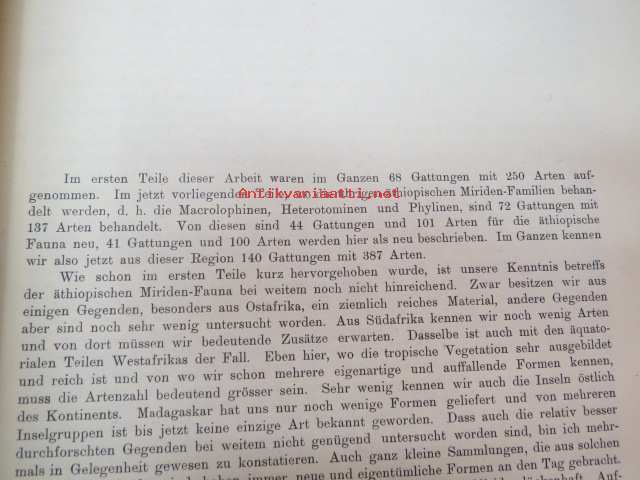 Im ersten Teile dieser Arbeit waren im Ganzen 68 Gattungen mit 250 Arten auf-
genommen. Im jetzt vorliegenden äthiopischen Miriden-Familien behan-
Antikvariaatti.net
delt werden, d. h. die Macrolophinen, Heterotominen und Phylinen, sind 72 Gattungen mit
137 Arten behandelt. Von diesen sind 44 Gattungen und 101 Arten für die äthiopische
Fauna neu, 41 Gattungen und 100 Arten werden hier als neu beschrieben. Im Ganzen kennen
wir also jetzt aus dieser Region 140 Gattungen mit 387 Arten.
Wie schon im ersten Teile kurz hervorgehoben wurde, ist unsere Kenntnis betreffs
der äthiopischen Miriden-Fauna bei weitem noch nicht hinreichend. Zwar besitzen wir aus
einigen Gegenden, besonders aus Ostafrika, ein ziemlich reiches Material, andere Gegenden
aber sind noch sehr wenig untersucht worden. Aus Südafrika kennen wir noch wenig Arten
und von dort müssen wir bedeutende Zusätze erwarten. Dasselbe ist auch mit den äquato-
rialen Teilen Westafrikas der Fall. Eben hier, wo die tropische Vegetation sehr ausgebildet
und reich ist und von wo wir schon mehrere eigenartige und auffallende Formen kennen,
muss die Artenzahl bedeutend grösser sein. Sehr wenig kennen wir auch die Inseln östlich
des Kontinents. Madagaskar hat uns nur noch wenige Formen geliefert und von mehreren
Inselgruppen ist bis jetzt keine einzige Art bekannt geworden. Dass auch die relativ besser
durchforschten Gegenden bei weitem nicht genügend untersucht worden sind, bin ich mehr-
mals in Gelegenheit gewesen zu konstatieren. Auch ganz kleine Sammlungen, die aus solchen
haben immer neue und eigentümliche Formen an den Tag gebracht.